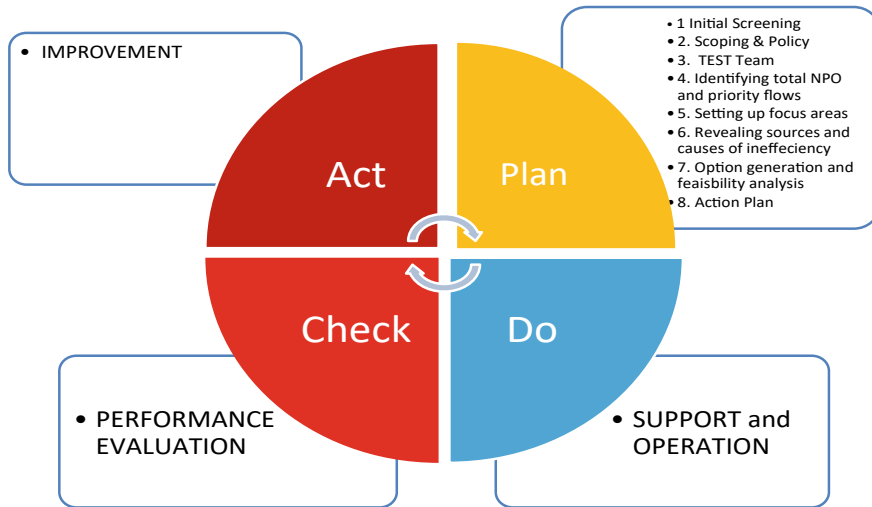 • IMPROVEMENT
• 1 Initial Screening
• 2. Scoping & Policy
• 3. TEST Team
• 4. Identifying total NPO
and priority flows
• 5. Setting up focus areas
• 6. Revealing sources and
causes of ineffeciency
• 7. Option generation and
feaisbility analysis
• 8. Action Plan
Act
Plan
Check
Do
• PERFORMANCE
EVALUATION
• SUPPORT and
OPERATION